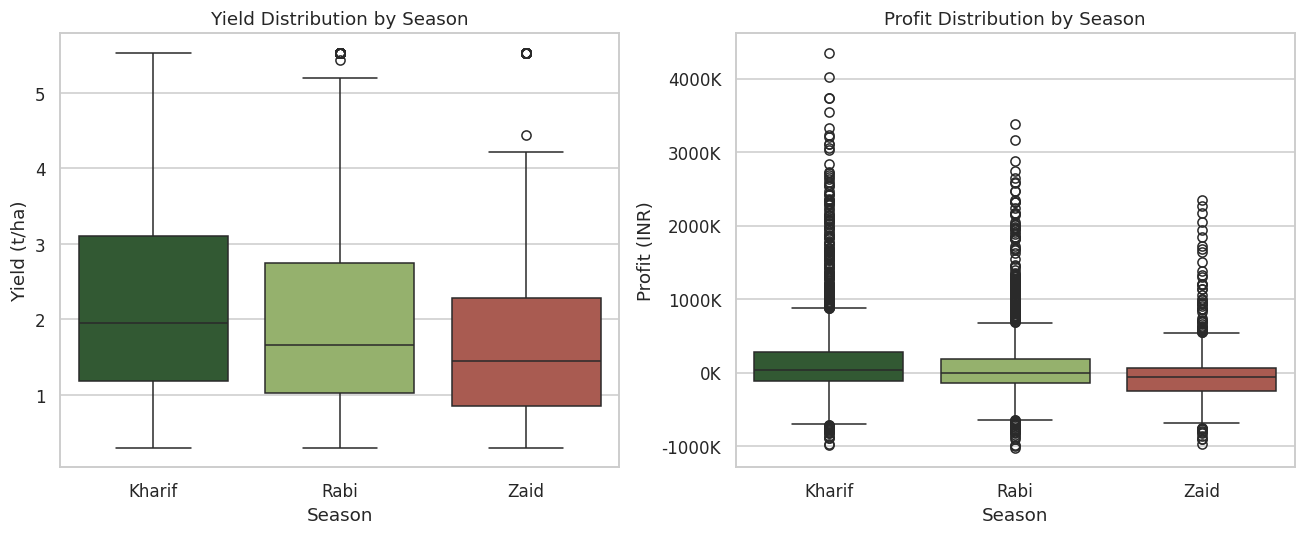 Yield Distribution by Season
Yield (t/ha)
5
4
3
2
1
Kharif
Rabi
Zaid
Season
Profit Distribution by Season
Profit (INR)
4000K
3000K
2000K
1000K
0K
-1000K
Kharif
Rabi
Zaid
Season